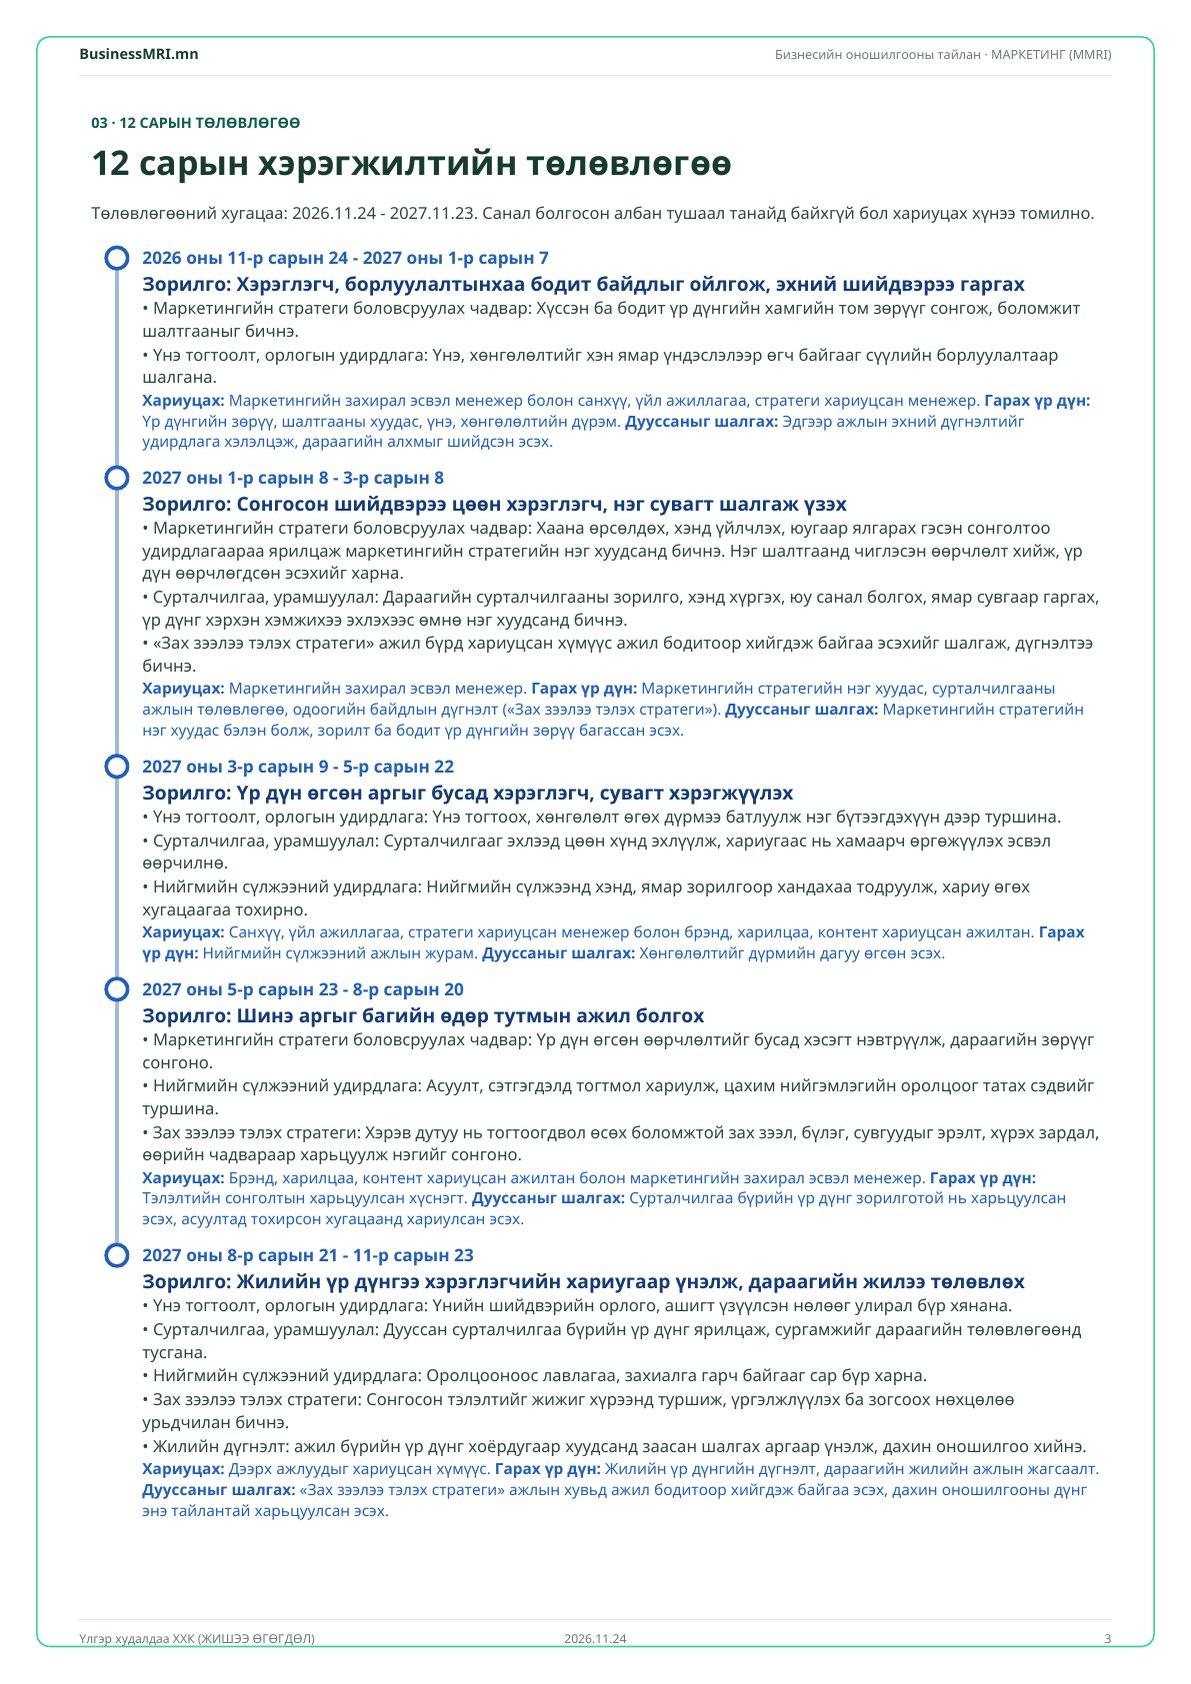 BusinessMRI.mn
Бизнесийн оношилгооны тайлан · МАРКЕТИНГ (MMRI)
03 · 12 САРЫН ТӨЛӨВЛӨГӨӨ
12 сарын хэрэгжилтийн төлөвлөгөө
Төлөвлөгөөний хугацаа: 2026.11.24 - 2027.11.23. Санал болгосон албан тушаал танайд байхгүй бол хариуцах хүнээ томилно.
2026 оны 11-р сарын 24 - 2027 оны 1-р сарын 7
Зорилго: Хэрэглэгч, борлуулалтынхаа бодит байдлыг ойлгож, эхний шийдвэрээ гаргах
• Маркетингийн стратеги боловсруулах чадвар: Хүссэн ба бодит үр дүнгийн хамгийн том зөрүүг сонгож, боломжит
шалтгааныг бичнэ.
• Үнэ тогтоолт, орлогын удирдлага: Үнэ, хөнгөлөлтийг хэн ямар үндэслэлээр өгч байгааг сүүлийн борлуулалтаар
шалгана.
Хариуцах: Маркетингийн захирал эсвэл менежер болон санхүү, үйл ажиллагаа, стратеги хариуцсан менежер. Гарах үр дүн:
Үр дүнгийн зөрүү, шалтгааны хуудас, үнэ, хөнгөлөлтийн дүрэм. Дууссаныг шалгах: Эдгээр ажлын эхний дүгнэлтийг
удирдлага хэлэлцэж, дараагийн алхмыг шийдсэн эсэх.
2027 оны 1-р сарын 8 - 3-р сарын 8
Зорилго: Сонгосон шийдвэрээ цөөн хэрэглэгч, нэг сувагт шалгаж үзэх
• Маркетингийн стратеги боловсруулах чадвар: Хаана өрсөлдөх, хэнд үйлчлэх, юугаар ялгарах гэсэн сонголтоо
удирдлагаараа ярилцаж маркетингийн стратегийн нэг хуудсанд бичнэ. Нэг шалтгаанд чиглэсэн өөрчлөлт хийж, үр
дүн өөрчлөгдсөн эсэхийг харна.
• Сурталчилгаа, урамшуулал: Дараагийн сурталчилгааны зорилго, хэнд хүргэх, юу санал болгох, ямар сувгаар гаргах,
үр дүнг хэрхэн хэмжихээ эхлэхээс өмнө нэг хуудсанд бичнэ.
• «Зах зээлээ тэлэх стратеги» ажил бүрд хариуцсан хүмүүс ажил бодитоор хийгдэж байгаа эсэхийг шалгаж, дүгнэлтээ
бичнэ.
Хариуцах: Маркетингийн захирал эсвэл менежер. Гарах үр дүн: Маркетингийн стратегийн нэг хуудас, сурталчилгааны
ажлын төлөвлөгөө, одоогийн байдлын дүгнэлт («Зах зээлээ тэлэх стратеги»). Дууссаныг шалгах: Маркетингийн стратегийн
нэг хуудас бэлэн болж, зорилт ба бодит үр дүнгийн зөрүү багассан эсэх.
2027 оны 3-р сарын 9 - 5-р сарын 22
Зорилго: Үр дүн өгсөн аргыг бусад хэрэглэгч, сувагт хэрэгжүүлэх
• Үнэ тогтоолт, орлогын удирдлага: Үнэ тогтоох, хөнгөлөлт өгөх дүрмээ батлуулж нэг бүтээгдэхүүн дээр туршина.
• Сурталчилгаа, урамшуулал: Сурталчилгааг эхлээд цөөн хүнд эхлүүлж, хариугаас нь хамаарч өргөжүүлэх эсвэл
өөрчилнө.
• Нийгмийн сүлжээний удирдлага: Нийгмийн сүлжээнд хэнд, ямар зорилгоор хандахаа тодруулж, хариу өгөх
хугацаагаа тохирно.
Хариуцах: Санхүү, үйл ажиллагаа, стратеги хариуцсан менежер болон брэнд, харилцаа, контент хариуцсан ажилтан. Гарах
үр дүн: Нийгмийн сүлжээний ажлын журам. Дууссаныг шалгах: Хөнгөлөлтийг дүрмийн дагуу өгсөн эсэх.
2027 оны 5-р сарын 23 - 8-р сарын 20
Зорилго: Шинэ аргыг багийн өдөр тутмын ажил болгох
• Маркетингийн стратеги боловсруулах чадвар: Үр дүн өгсөн өөрчлөлтийг бусад хэсэгт нэвтрүүлж, дараагийн зөрүүг
сонгоно.
• Нийгмийн сүлжээний удирдлага: Асуулт, сэтгэгдэлд тогтмол хариулж, цахим нийгэмлэгийн оролцоог татах сэдвийг
туршина.
• Зах зээлээ тэлэх стратеги: Хэрэв дутуу нь тогтоогдвол өсөх боломжтой зах зээл, бүлэг, сувгуудыг эрэлт, хүрэх зардал,
өөрийн чадвараар харьцуулж нэгийг сонгоно.
Хариуцах: Брэнд, харилцаа, контент хариуцсан ажилтан болон маркетингийн захирал эсвэл менежер. Гарах үр дүн:
Тэлэлтийн сонголтын харьцуулсан хүснэгт. Дууссаныг шалгах: Сурталчилгаа бүрийн үр дүнг зорилготой нь харьцуулсан
эсэх, асуултад тохирсон хугацаанд хариулсан эсэх.
2027 оны 8-р сарын 21 - 11-р сарын 23
Зорилго: Жилийн үр дүнгээ хэрэглэгчийн хариугаар үнэлж, дараагийн жилээ төлөвлөх
• Үнэ тогтоолт, орлогын удирдлага: Үнийн шийдвэрийн орлого, ашигт үзүүлсэн нөлөөг улирал бүр хянана.
• Сурталчилгаа, урамшуулал: Дууссан сурталчилгаа бүрийн үр дүнг ярилцаж, сургамжийг дараагийн төлөвлөгөөнд
тусгана.
• Нийгмийн сүлжээний удирдлага: Оролцооноос лавлагаа, захиалга гарч байгааг сар бүр харна.
• Зах зээлээ тэлэх стратеги: Сонгосон тэлэлтийг жижиг хүрээнд туршиж, үргэлжлүүлэх ба зогсоох нөхцөлөө
урьдчилан бичнэ.
• Жилийн дүгнэлт: ажил бүрийн үр дүнг хоёрдугаар хуудсанд заасан шалгах аргаар үнэлж, дахин оношилгоо хийнэ.
Хариуцах: Дээрх ажлуудыг хариуцсан хүмүүс. Гарах үр дүн: Жилийн үр дүнгийн дүгнэлт, дараагийн жилийн ажлын жагсаалт.
Дууссаныг шалгах: «Зах зээлээ тэлэх стратеги» ажлын хувьд ажил бодитоор хийгдэж байгаа эсэх, дахин оношилгооны дүнг
энэ тайлантай харьцуулсан эсэх.
Үлгэр худалдаа ХХК (ЖИШЭЭ ӨГӨГДӨЛ)
2026.11.24
3